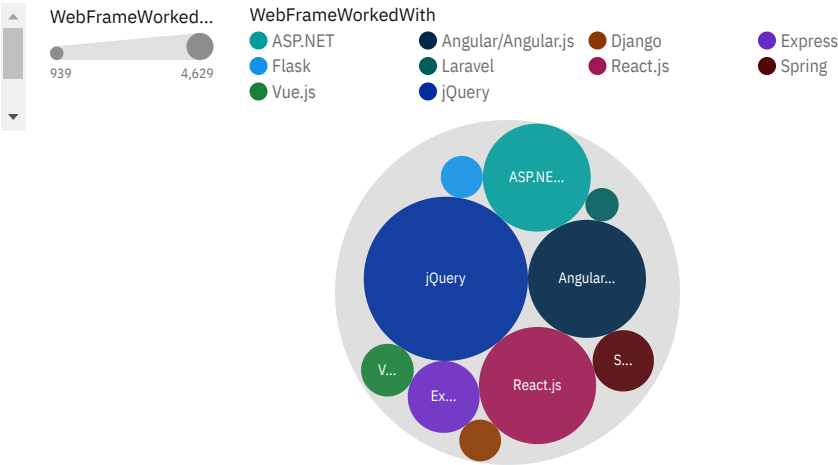 WebFrameWorked...
939 4,629
WebFrameWorkedWith
ASP.NET Angular/Angular.js Django Express
Flask Laravel React.js Spring
Vue.js jQuery
ASP.NE...
jQuery Angular...
V... Ex... React.js S...